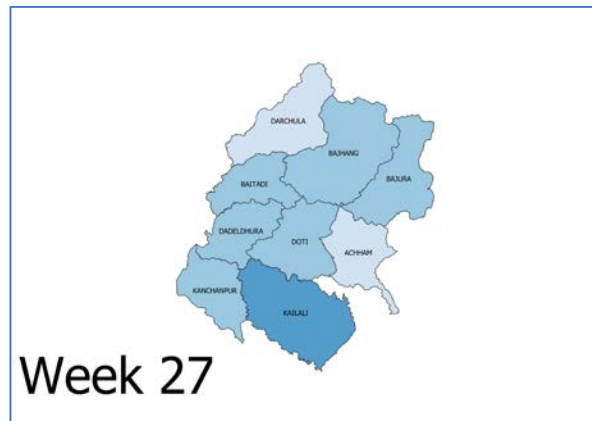 DARCHULA
BAJHANG
BAJURA
BAITADI
DADELDHURA
DOTI
ACHHAM
KANCHANPUR
KAILALI
Week 27